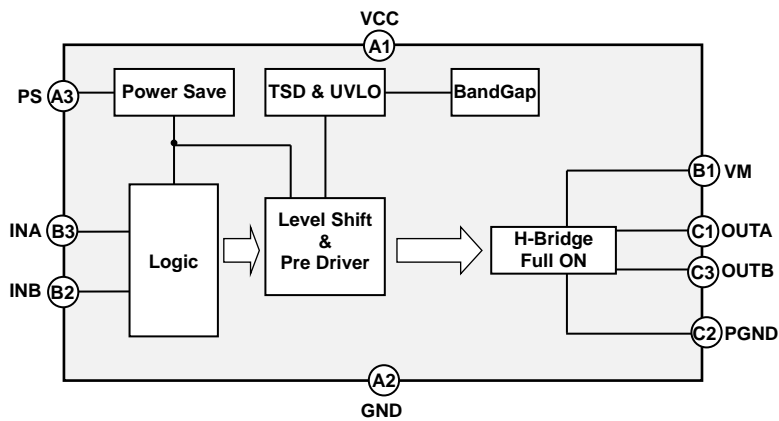 VCC
A1
PS
A3
Power Save
TSD & UVLO
BandGap
B1
VM
INA
B3
Logic
Level Shift
&
Pre Driver
H-Bridge
Full ON
C1
OUTA
C3
OUTB
INB
B2
C2
PGND
A2
GND